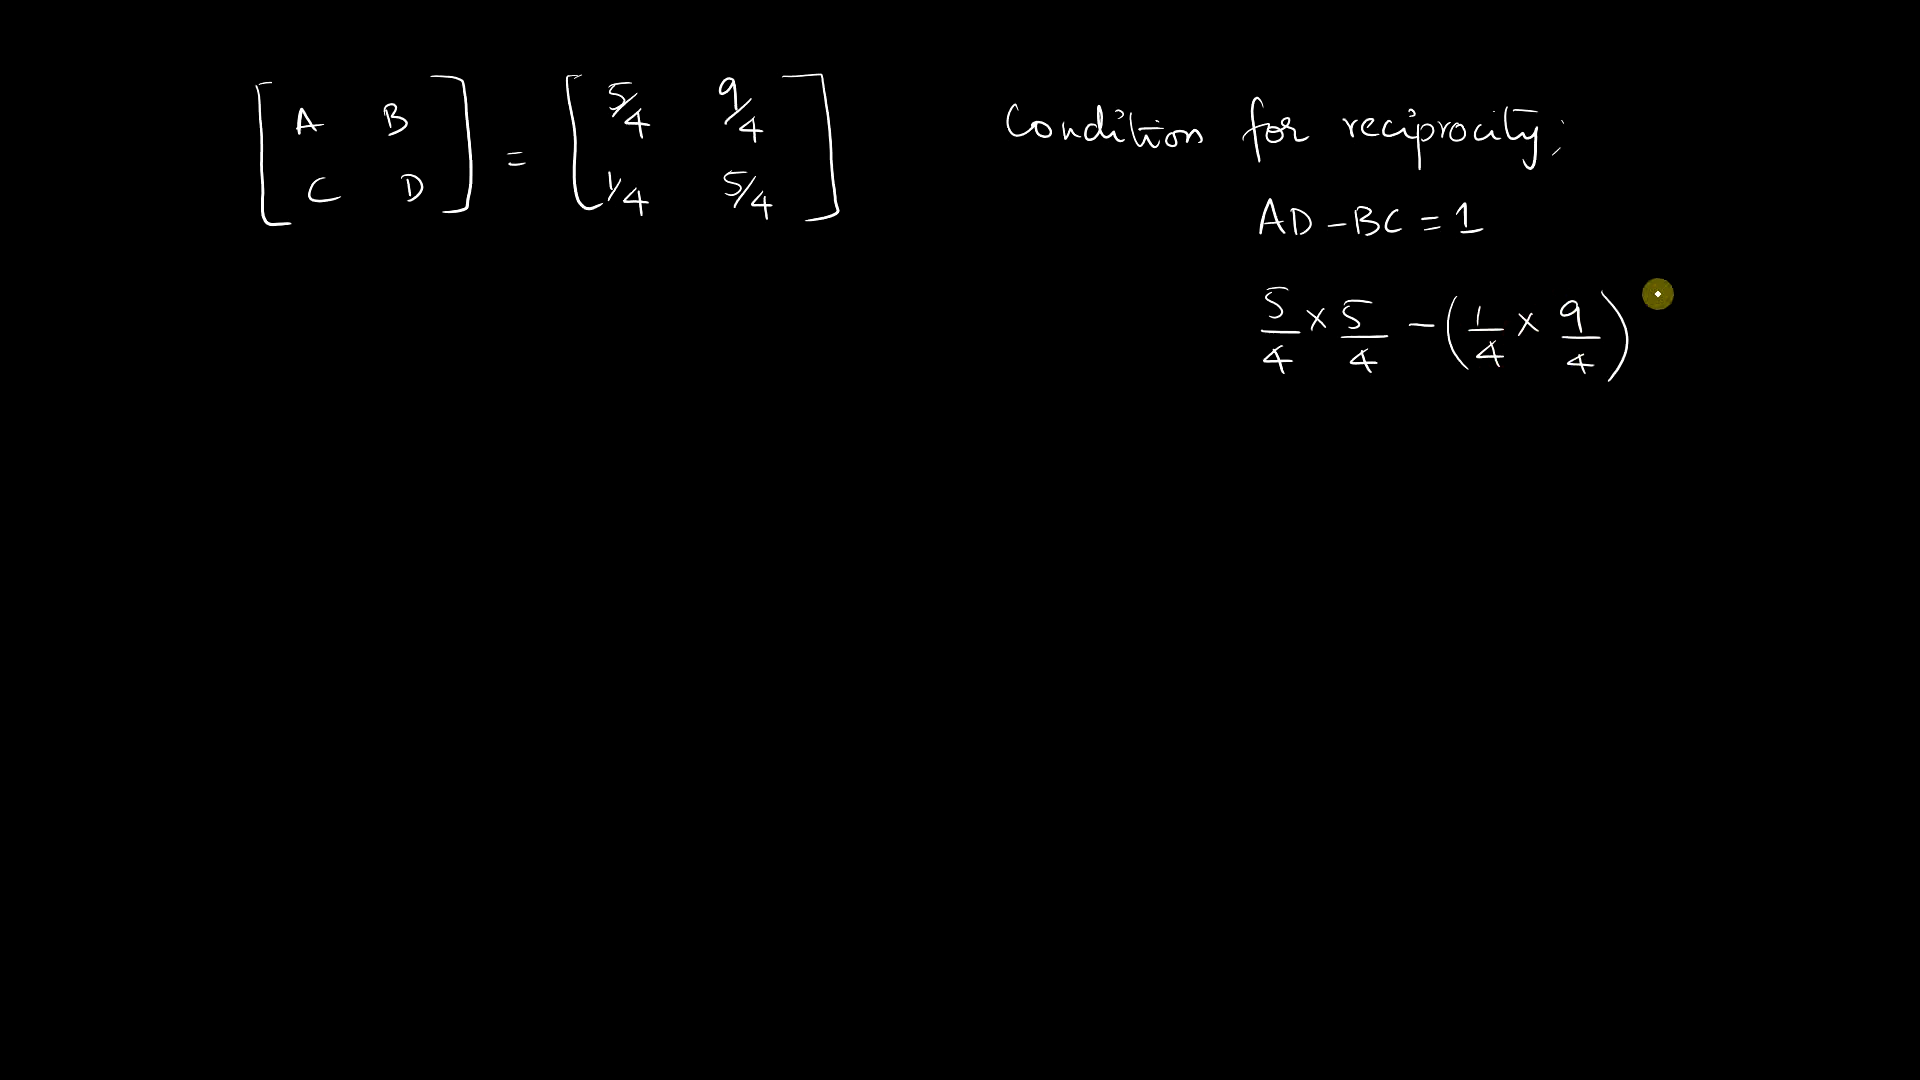 [A B C D] = [5/4 9/4 1/4 5/4]
Condition for reciprocity;
AD - BC = 1
5/4 × 5/4 - (1/4 × 9/4)